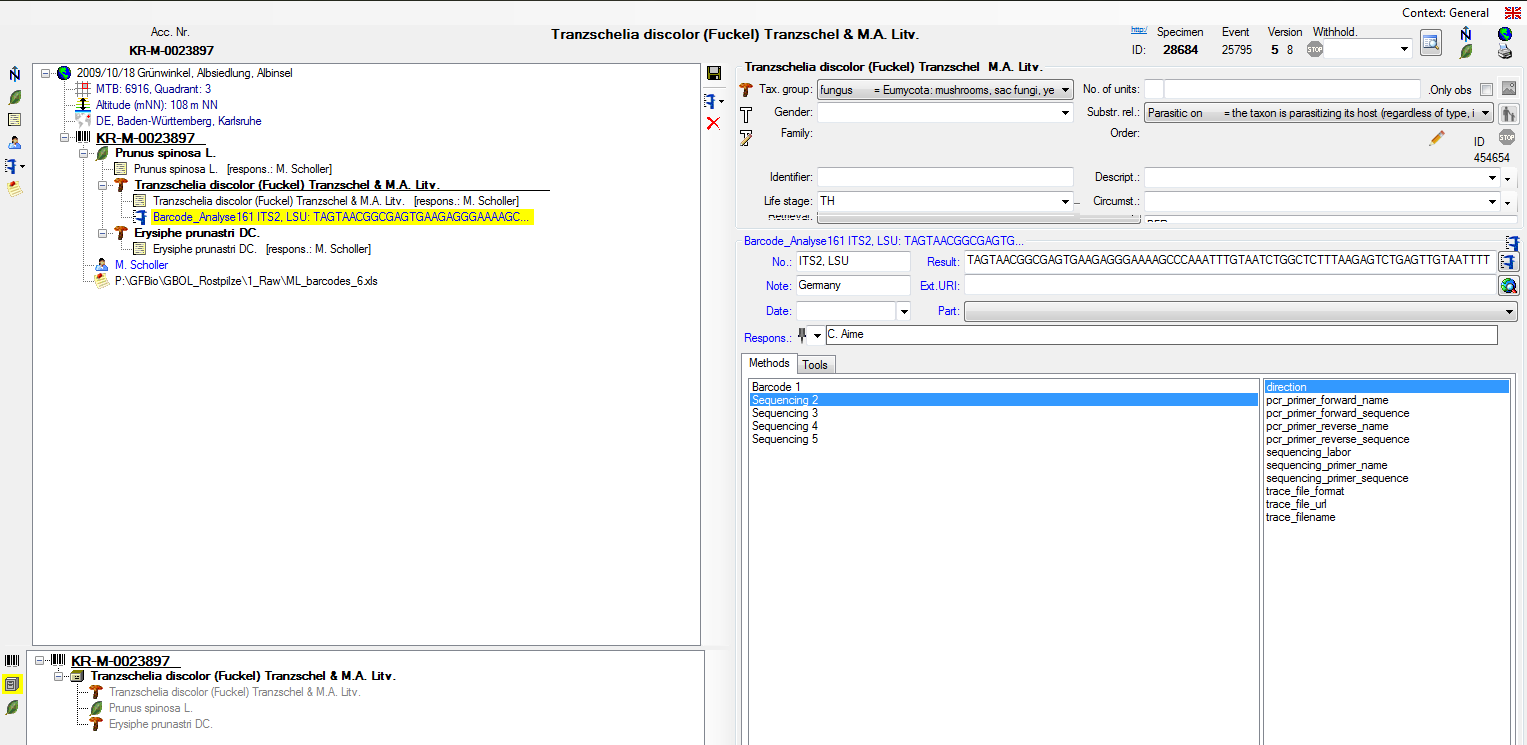 Context: General
Acc. Nr.
KR-M-0023897
Tranzschelia discolor (Fuckel) Tranzschel & M.A. Litv.
http:/ Specimen Event Version Withhold.
ID: 28684 25795 5 8 STOP
2009/10/18 Grünwinkel, Albsiedlung, Albinsel
MTB: 6916, Quadrant: 3
Altitude (mNN): 108 m NN
DE, Baden-Württemberg, Karlsruhe
KR-M-0023897
Prunus spinosa L.
Prunus spinosa L. [respons.: M. Scholler]
Tranzschelia discolor (Fuckel) Tranzschel & M.A. Litv.
Tranzschelia discolor (Fuckel) Tranzschel & M.A. Litv. [respons.: M. Scholler]
Barcode_Analyse161 ITS2, LSU: TAGTAACGGCGAGTGAAGAGGGAAAAGC...
Erysiphe prunastri DC.
Erysiphe prunastri DC. [respons.: M. Scholler]
M. Scholler
P:\GFBio\GBOL_Rostpilze\1_Raw\ML_barcodes_6.xls
KR-M-0023897
Tranzschelia discolor (Fuckel) Tranzschel & M.A. Litv.
Tranzschelia discolor (Fuckel) Tranzschel & M.A. Litv.
Prunus spinosa L.
Erysiphe prunastri DC.
Tranzschelia discolor (Fuckel) Tranzschel M.A. Litv.
Tax. group: fungus = Eumycota: mushrooms, sac fungi, ye No. of units: Only obs
Gender: Substr. rel.: Parasitic on = the taxon is parasitizing its host (regardless of type, i
Family: Order: ID STOP
454654
Identifier: Descript.:
Life stage: TH Circumst.:
Retrieval:
Barcode_Analyse161 ITS2, LSU: TAGTAACGGCGAGTG...
No.: ITS2, LSU Result: TAGTAACGGCGAGTGAAGAGGGAAAAGCCCAAATTTGTAATCTGGCTCTTTAAGAGTCTGAGTTGTAATTTT
Note: Germany Ext.URI:
Date: Part:
Respons.: C. Aime
Methods Tools
Barcode 1
Sequencing 2
Sequencing 3
Sequencing 4
Sequencing 5
direction
pcr_primer_forward_name
pcr_primer_forward_sequence
pcr_primer_reverse_name
pcr_primer_reverse_sequence
sequencing_labor
sequencing_primer_name
sequencing_primer_sequence
trace_file_format
trace_file_url
trace_filename